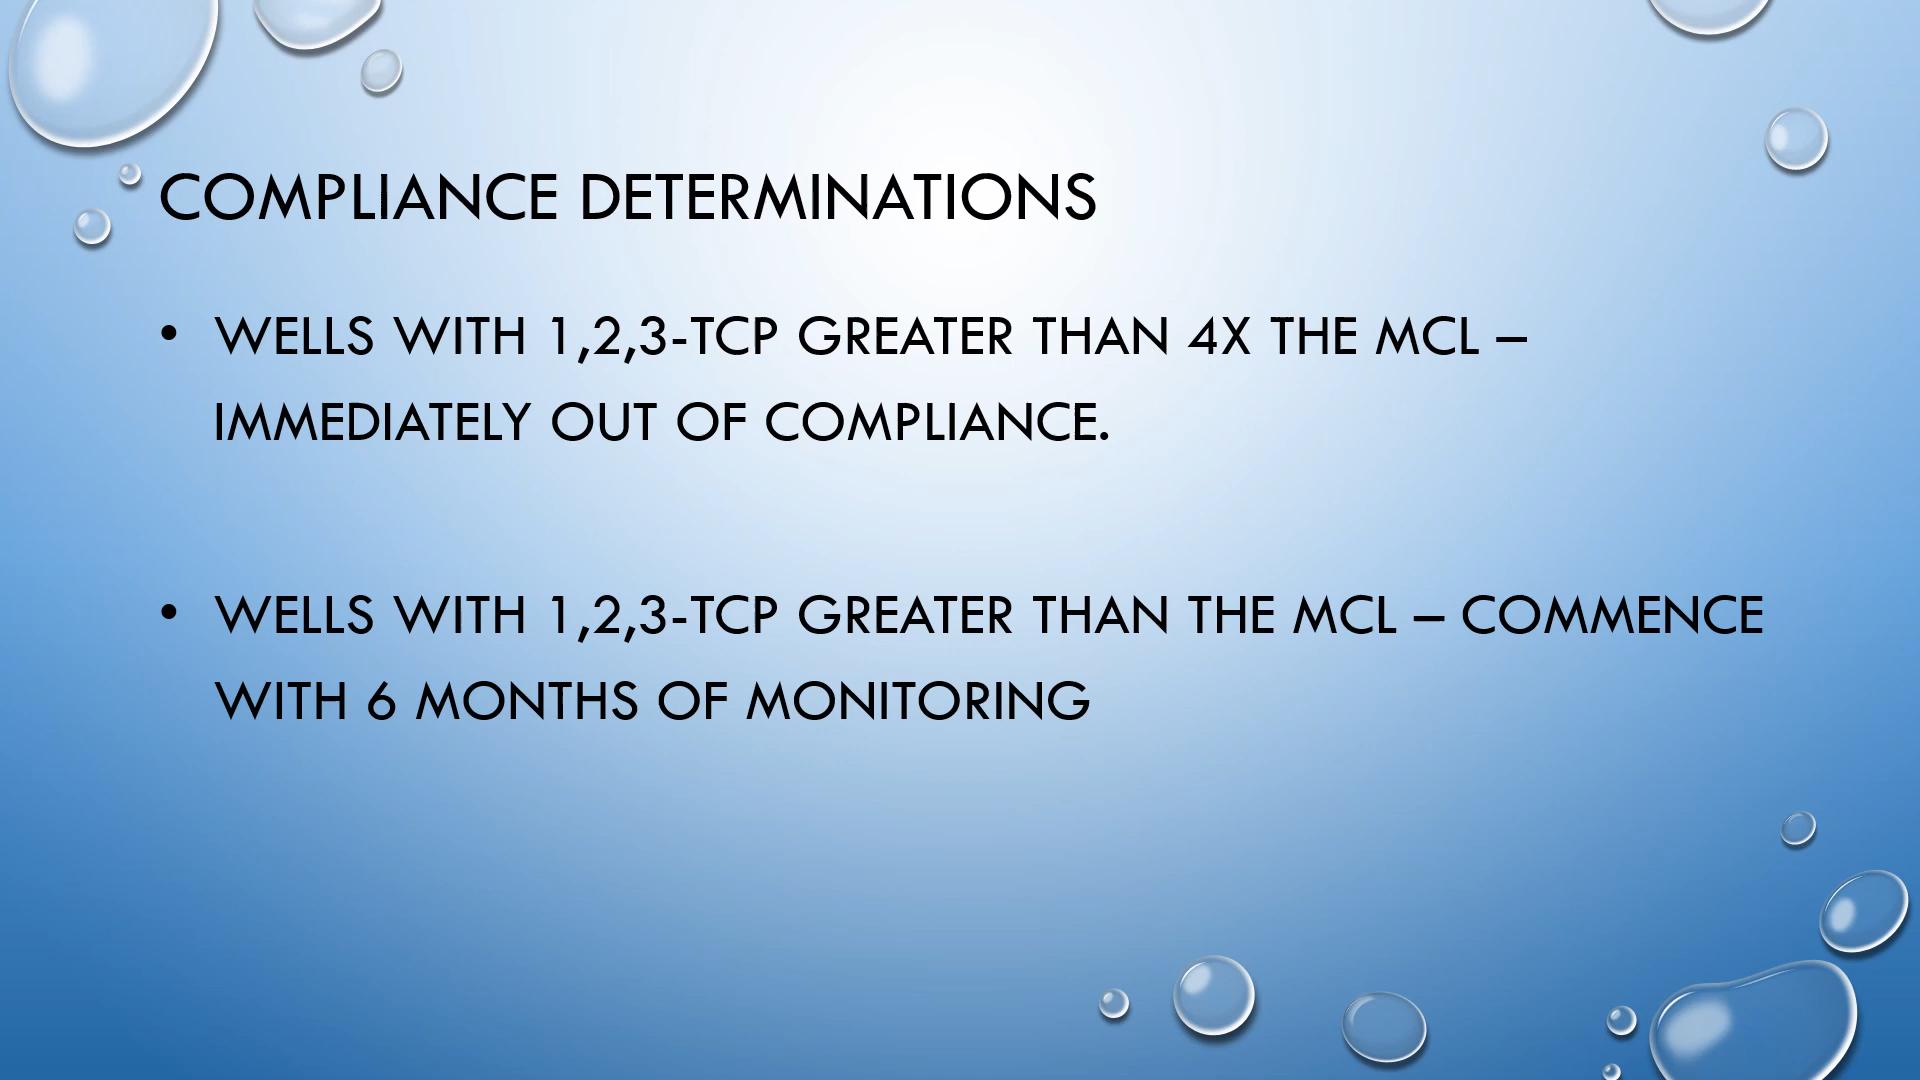 COMPLIANCE DETERMINATIONS
• WELLS WITH 1,2,3-TCP GREATER THAN 4X THE MCL –
IMMEDIATELY OUT OF COMPLIANCE.
• WELLS WITH 1,2,3-TCP GREATER THAN THE MCL – COMMENCE
WITH 6 MONTHS OF MONITORING